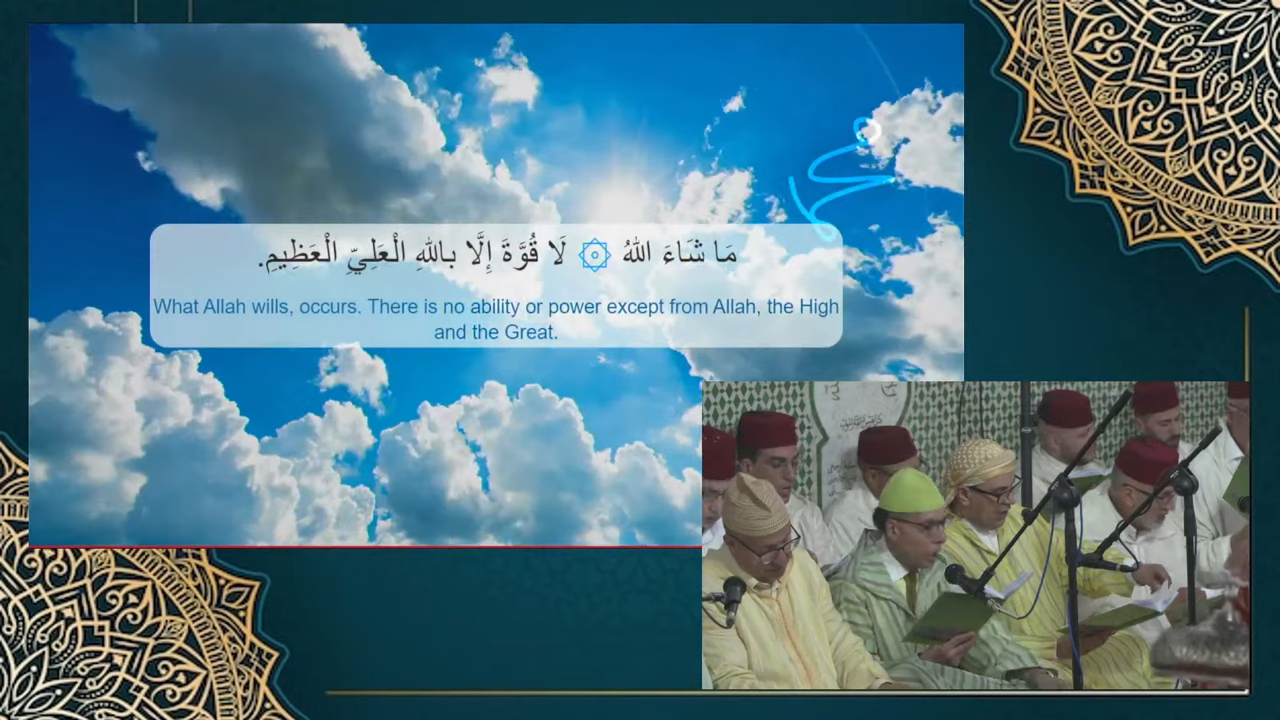 مَا شَاءَ اللهُ ۞ لَا قُوَّةَ إِلَّا بِاللهِ الْعَلِيِّ الْعَظِيمِ.
What Allah wills, occurs. There is no ability or power except from Allah, the High
and the Great.